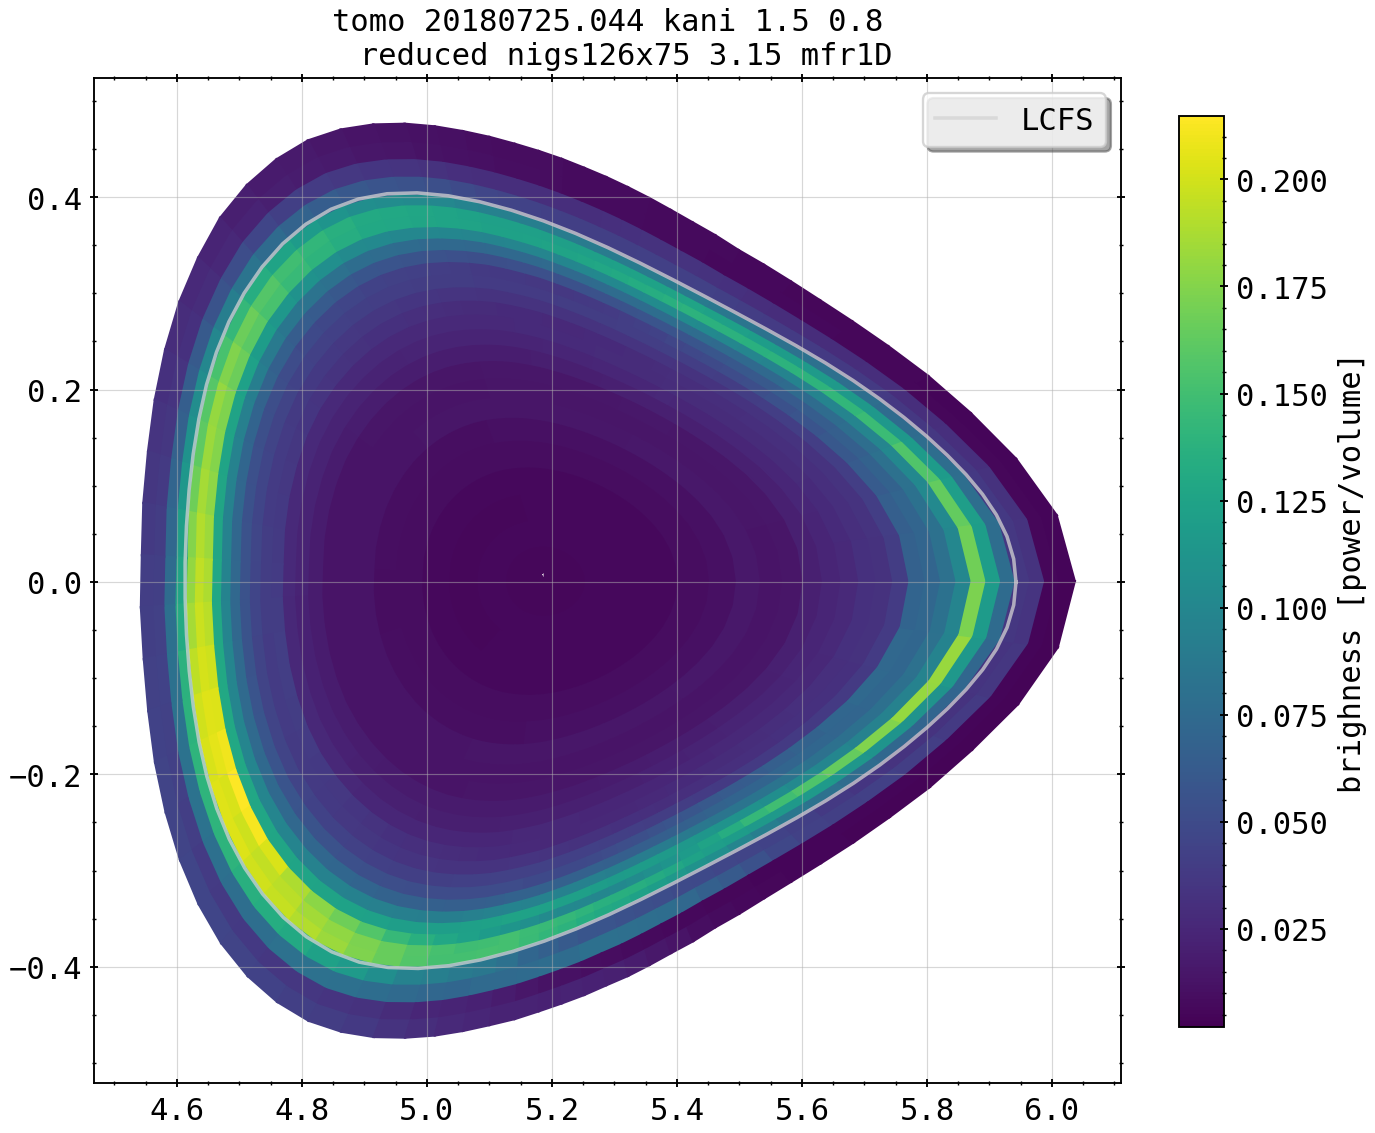 tomo 20180725.044 kani 1.5 0.8
reduced nigs126x75 3.15 mfr1D
LCFS
0.4
0.2
0.0
−0.2
−0.4
4.6 4.8 5.0 5.2 5.4 5.6 5.8 6.0
0.200
0.175
0.150
0.125
0.100
0.075
0.050
0.025
brighness [power/volume]